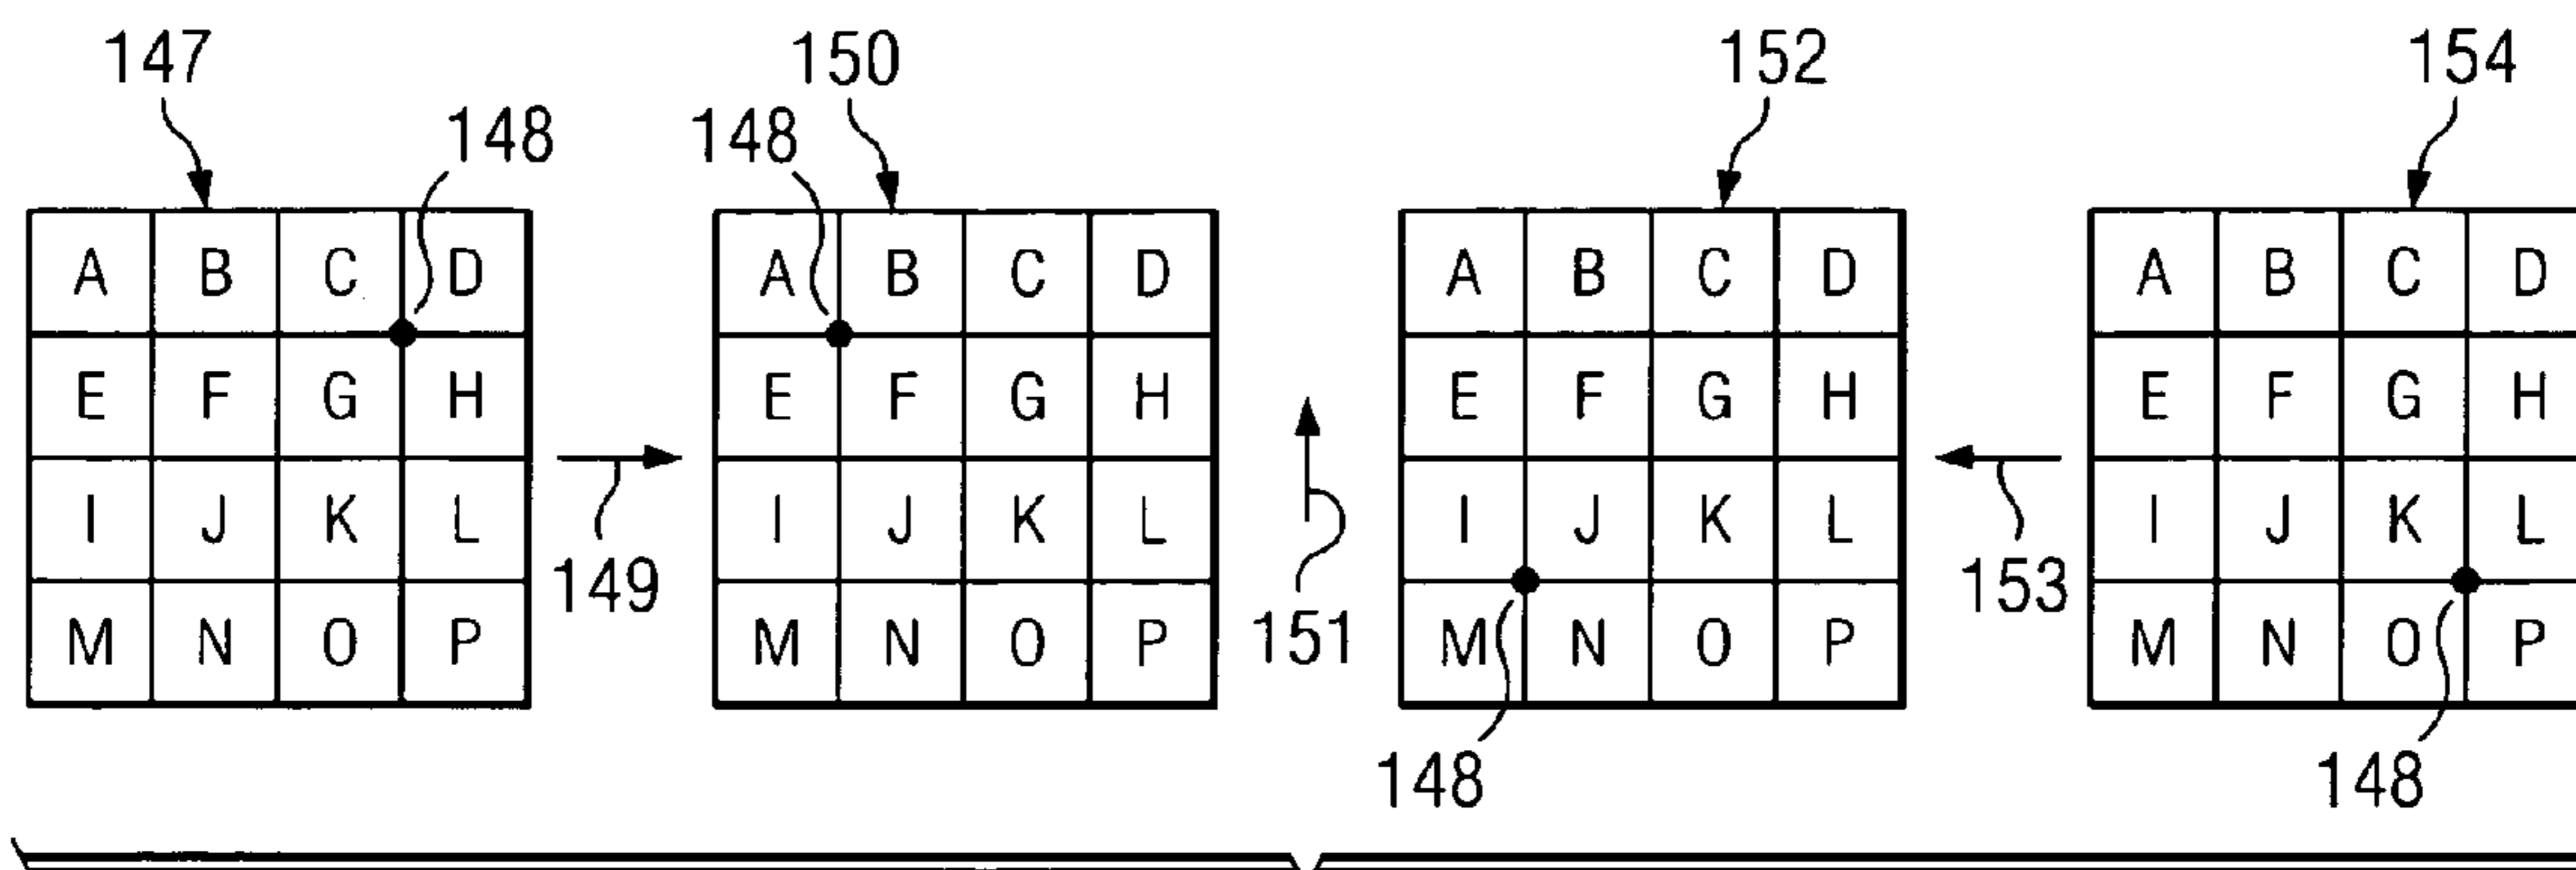 147 150 152 154
148 148
A B C D A B C D A B C D A B C D
E F G H E F G H E F G H E F G H
I J K L I J K L I J K L I J K L
149 151 153
M N O P M N O P M N O P M N O P
148 148